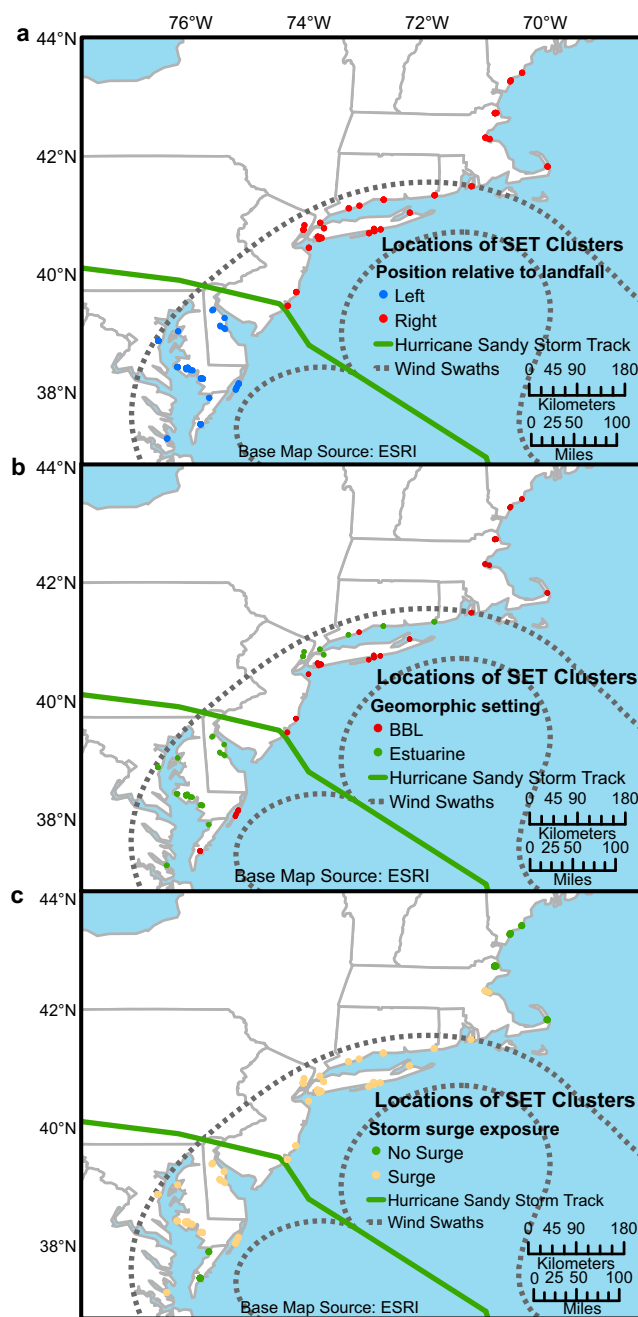 76°W 74°W 72°W 70°W
a
44°N
42°N
40°N
38°N
Locations of SET Clusters
Position relative to landfall
Left
Right
Hurricane Sandy Storm Track
Wind Swaths
0 45 90 180
Kilometers
0 25 50 100
Miles
Base Map Source: ESRI
b
44°N
42°N
40°N
38°N
Locations of SET Clusters
Geomorphic setting
BBL
Estuarine
Hurricane Sandy Storm Track
Wind Swaths
0 45 90 180
Kilometers
0 25 50 100
Miles
Base Map Source: ESRI
c
44°N
42°N
40°N
38°N
Locations of SET Clusters
Storm surge exposure
No Surge
Surge
Hurricane Sandy Storm Track
Wind Swaths
0 45 90 180
Kilometers
0 25 50 100
Miles
Base Map Source: ESRI